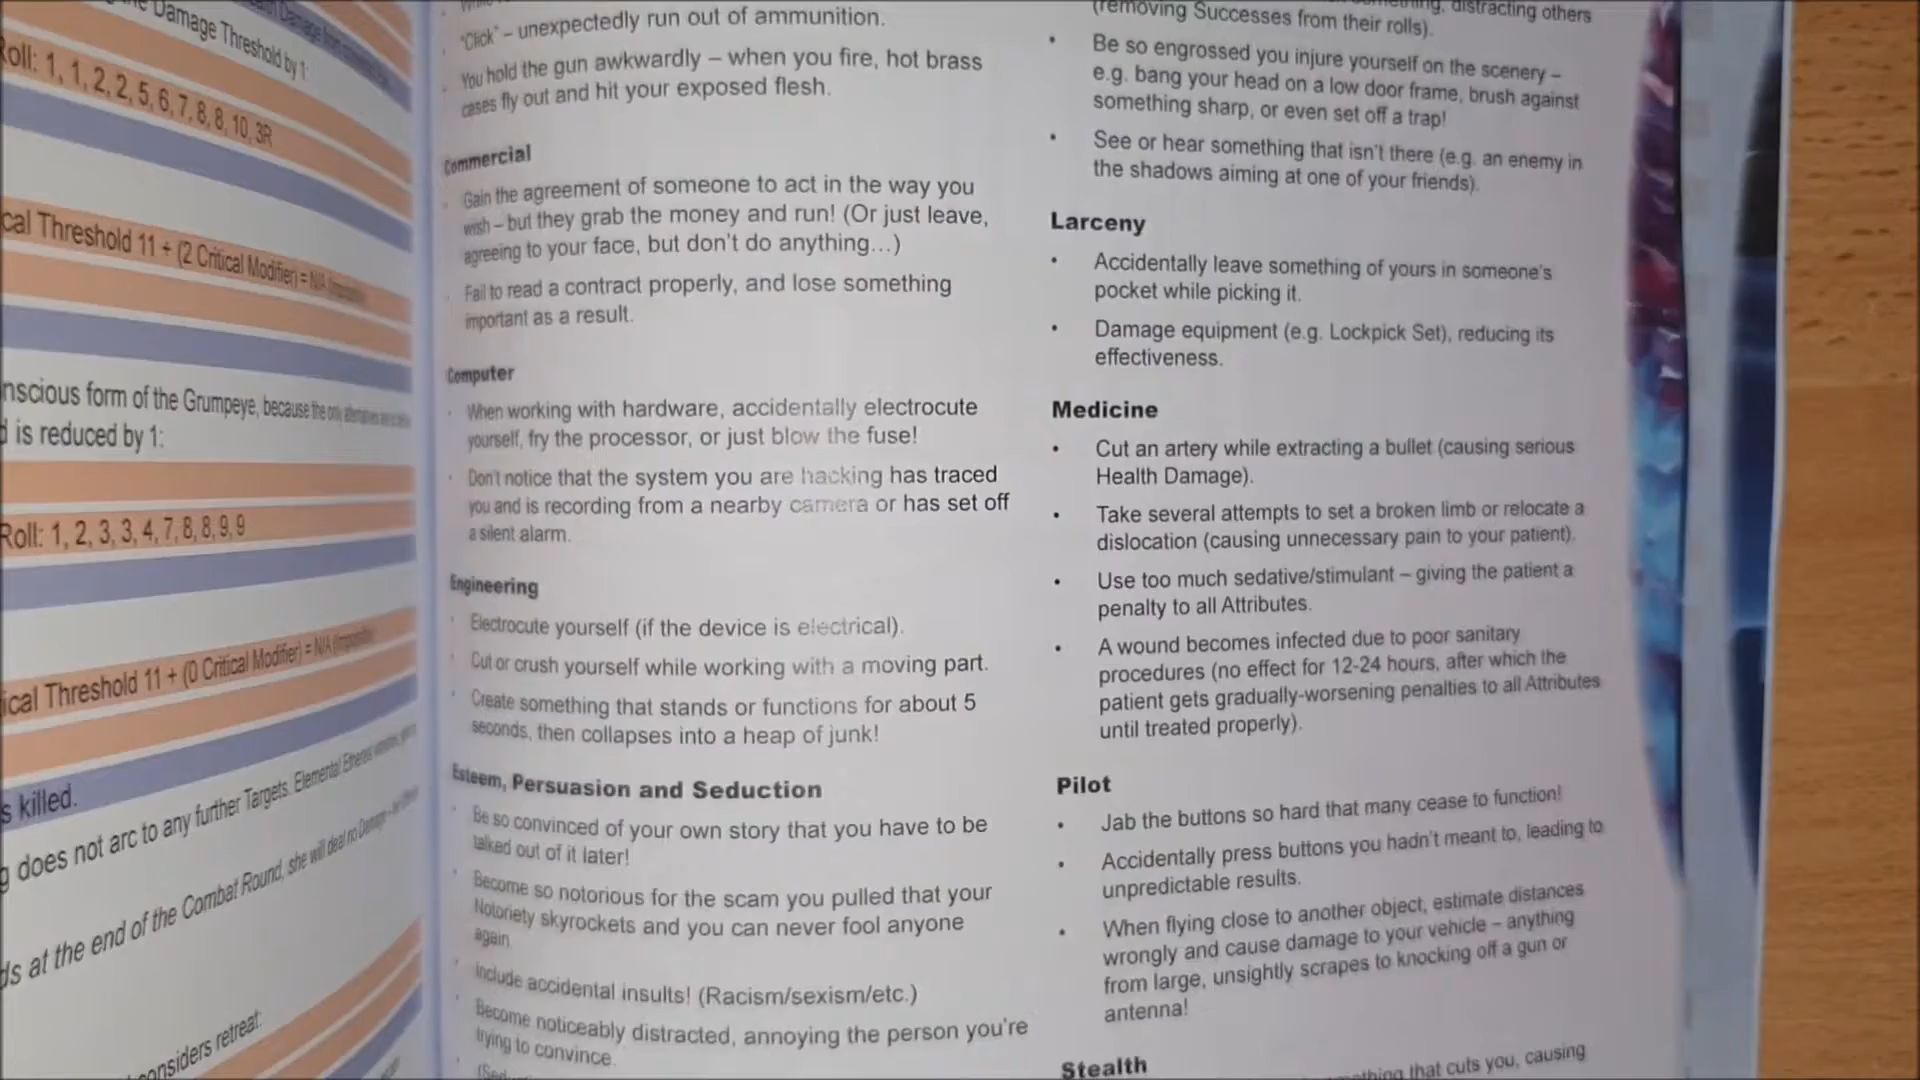 Damage Threshold by 1:
Roll: 1, 1, 2, 2, 5, 6, 7, 8, 8, 10, 3R
cal Threshold 11 + (2 Critical Modifier) = N/A
nscious form of the Grumpeye, because the only
d is reduced by 1:
Roll: 1, 2, 3, 3, 4, 7, 8, 8, 9, 9
ical Threshold 11 + (0 Critical Modifier) = N/A
s killed.
g does not arc to any further Targets. Elemental
ds at the end of the Combat Round, she will deal no Damage
onsiders retreat:
"Click" – unexpectedly run out of ammunition.
You hold the gun awkwardly – when you fire, hot brass
cases fly out and hit your exposed flesh.
Commercial
Gain the agreement of someone to act in the way you
wish – but they grab the money and run! (Or just leave,
agreeing to your face, but don't do anything…)
Fail to read a contract properly, and lose something
important as a result.
Computer
When working with hardware, accidentally electrocute
yourself, fry the processor, or just blow the fuse!
Don't notice that the system you are hacking has traced
you and is recording from a nearby camera or has set off
a silent alarm.
Engineering
Electrocute yourself (if the device is electrical).
Cut or crush yourself while working with a moving part.
Create something that stands or functions for about 5
seconds, then collapses into a heap of junk!
Esteem, Persuasion and Seduction
Be so convinced of your own story that you have to be
talked out of it later!
Become so notorious for the scam you pulled that your
Notoriety skyrockets and you can never fool anyone
again.
Include accidental insults! (Racism/sexism/etc.)
Become noticeably distracted, annoying the person you're
trying to convince.
distracting others
(removing Successes from their rolls).
• Be so engrossed you injure yourself on the scenery –
e.g. bang your head on a low door frame, brush against
something sharp, or even set off a trap!
• See or hear something that isn't there (e.g. an enemy in
the shadows aiming at one of your friends).
Larceny
• Accidentally leave something of yours in someone's
pocket while picking it.
• Damage equipment (e.g. Lockpick Set), reducing its
effectiveness.
Medicine
• Cut an artery while extracting a bullet (causing serious
Health Damage).
• Take several attempts to set a broken limb or relocate a
dislocation (causing unnecessary pain to your patient).
• Use too much sedative/stimulant – giving the patient a
penalty to all Attributes.
• A wound becomes infected due to poor sanitary
procedures (no effect for 12-24 hours, after which the
patient gets gradually-worsening penalties to all Attributes
until treated properly).
Pilot
• Jab the buttons so hard that many cease to function!
• Accidentally press buttons you hadn't meant to, leading to
unpredictable results.
• When flying close to another object, estimate distances
wrongly and cause damage to your vehicle – anything
from large, unsightly scrapes to knocking off a gun or
antenna!
Stealth
that cuts you, causing